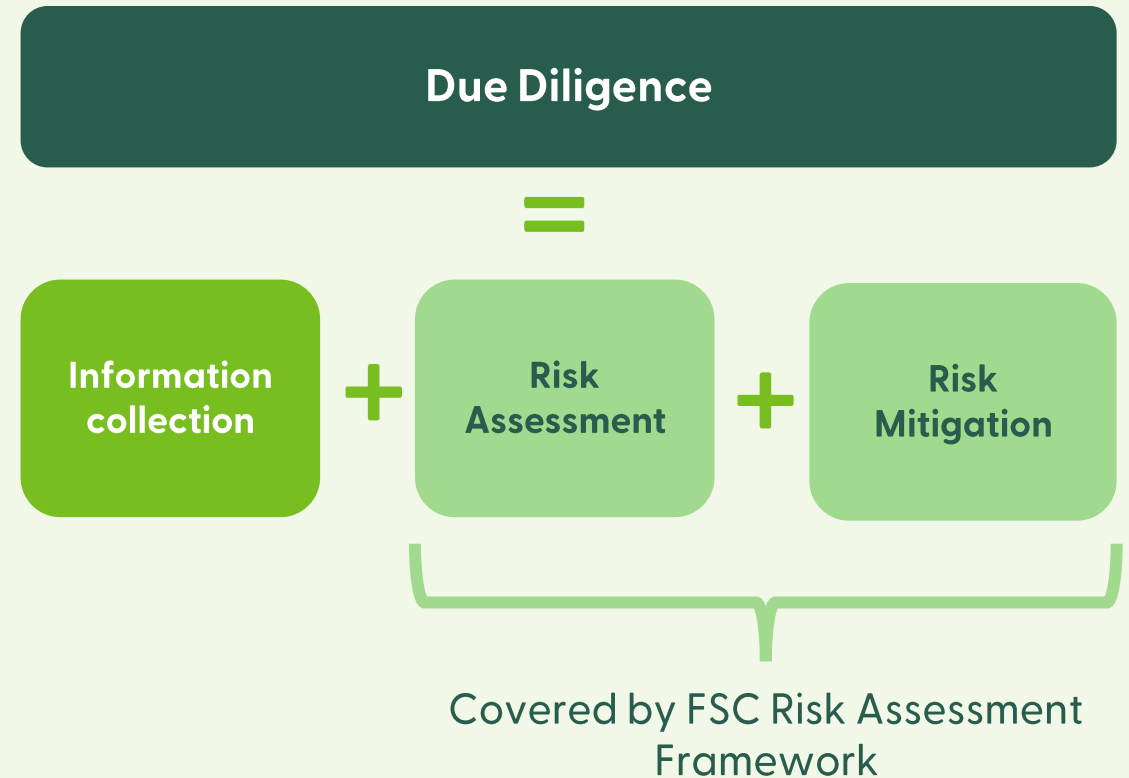 Due Diligence
=
Information
collection
+
Risk
Assessment
+
Risk
Mitigation
Covered by FSC Risk Assessment
Framework